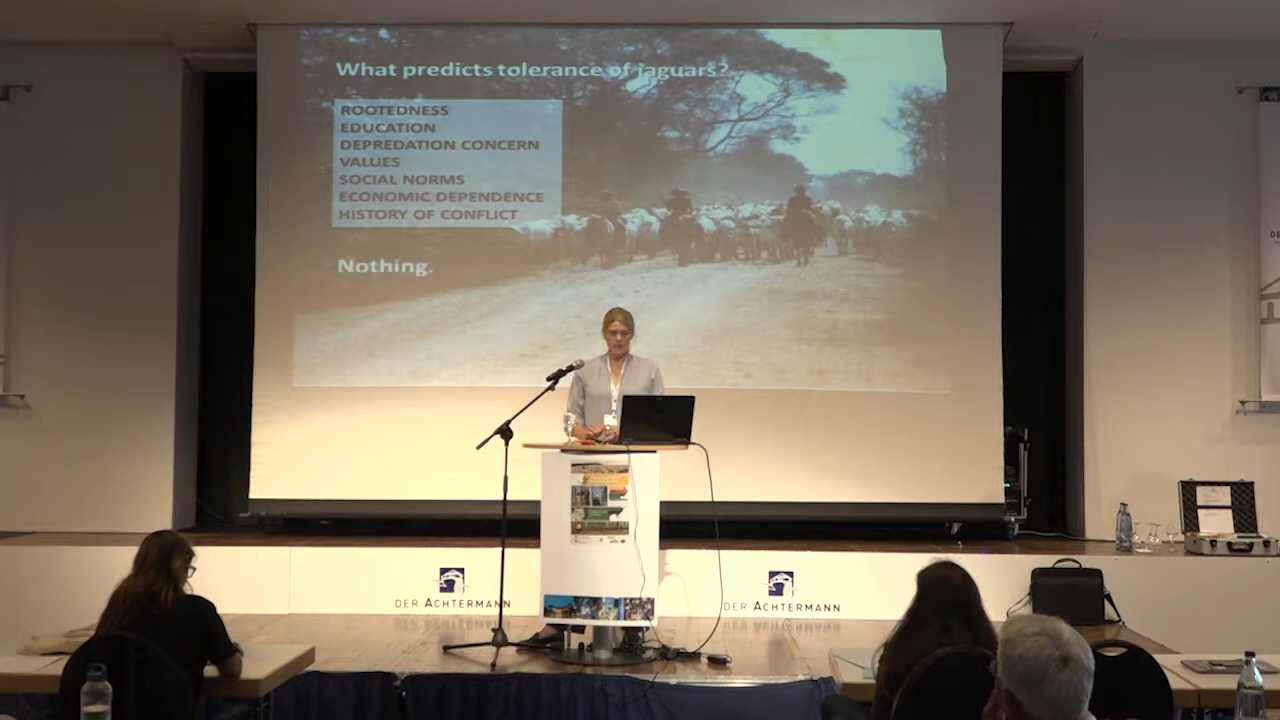 What predicts tolerance of jaguars?
ROOTEDNESS
EDUCATION
DEPREDATION CONCERN
VALUES
SOCIAL NORMS
ECONOMIC DEPENDENCE
HISTORY OF CONFLICT
Nothing.
DER ACHTERMANN
DER ACHTERMANN